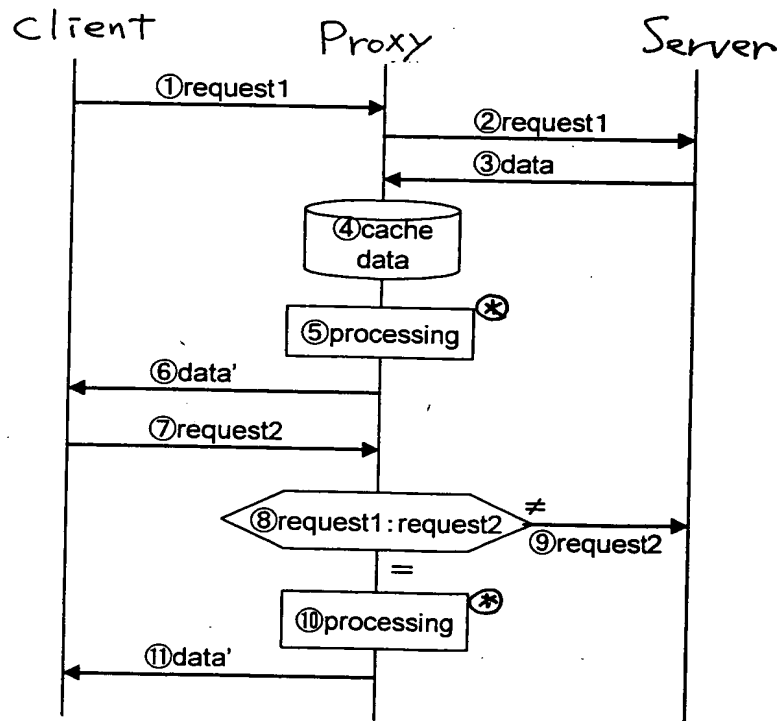 Client
Proxy
Server
①request1
②request1
③data
④cache
data
⑤processing
*
⑥data'
⑦request2
⑧request1:request2
≠
⑨request2
=
⑩processing
*
⑪data'